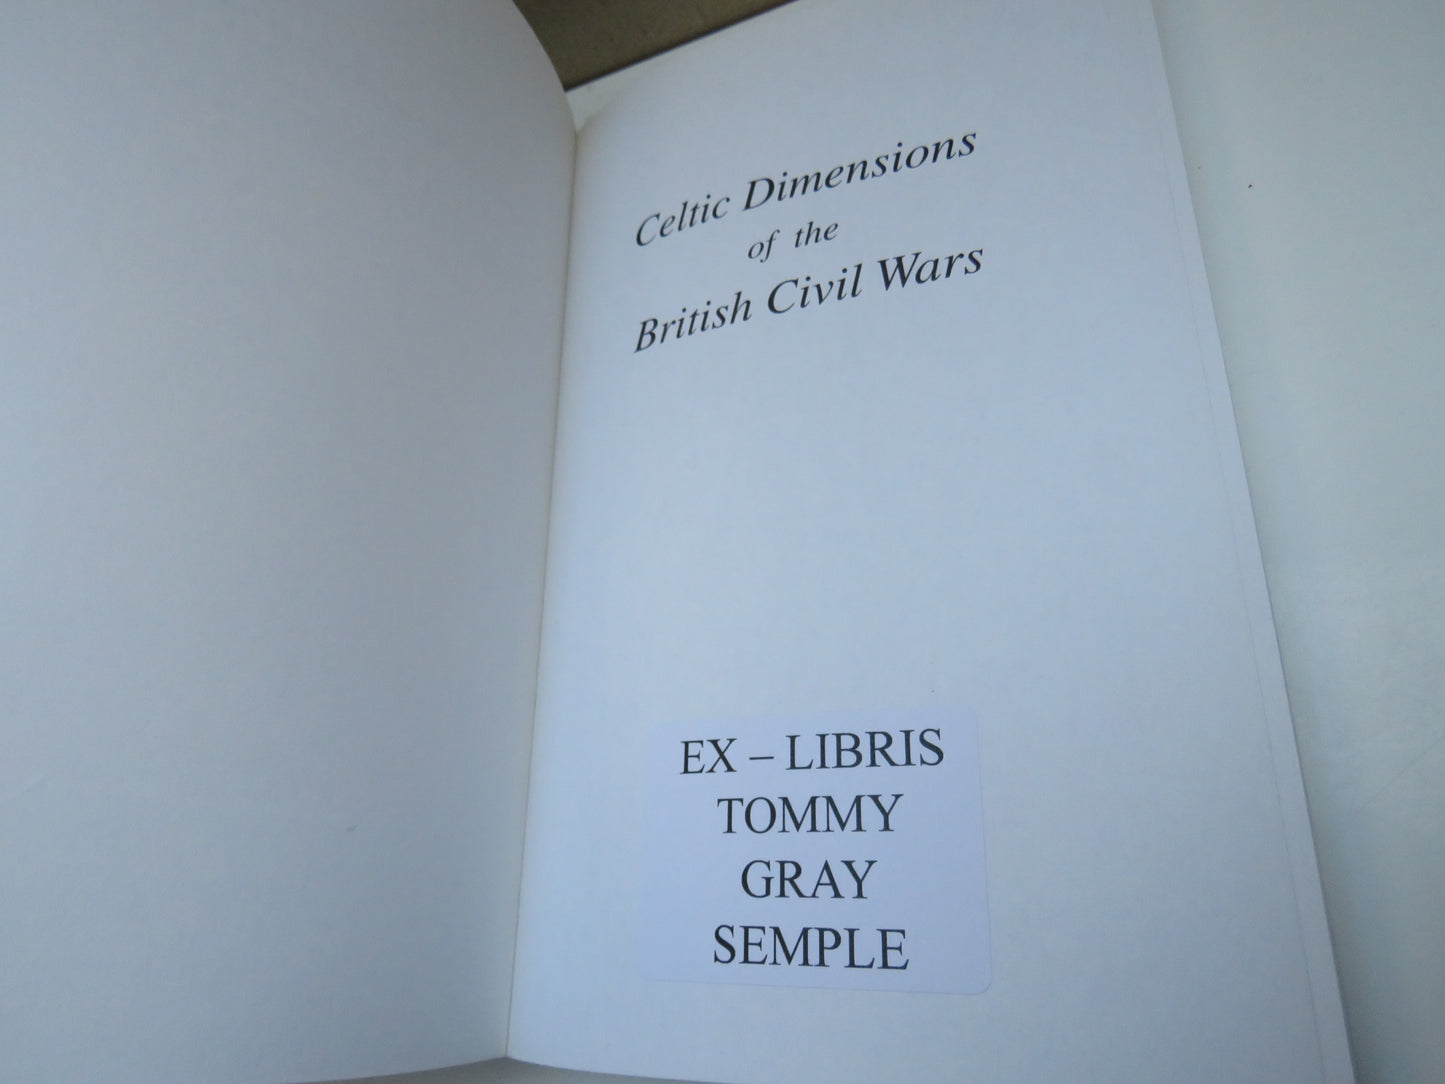 Celtic Dimensions
of the
British Civil Wars
EX – LIBRIS
TOMMY
GRAY
SEMPLE